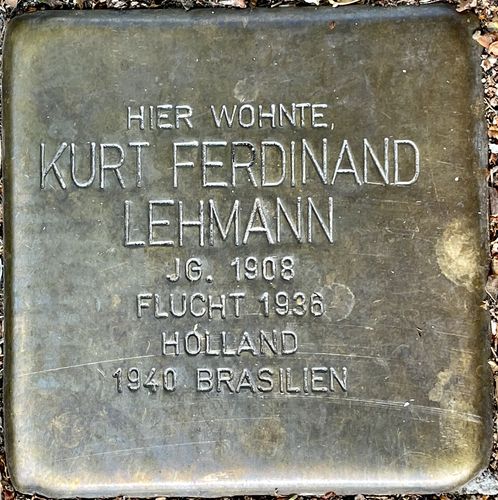 HIER WOHNTE,
KURT FERDINAND
LEHMANN
JG. 1908
FLUCHT 1936
HOLLAND
1940 BRASILIEN